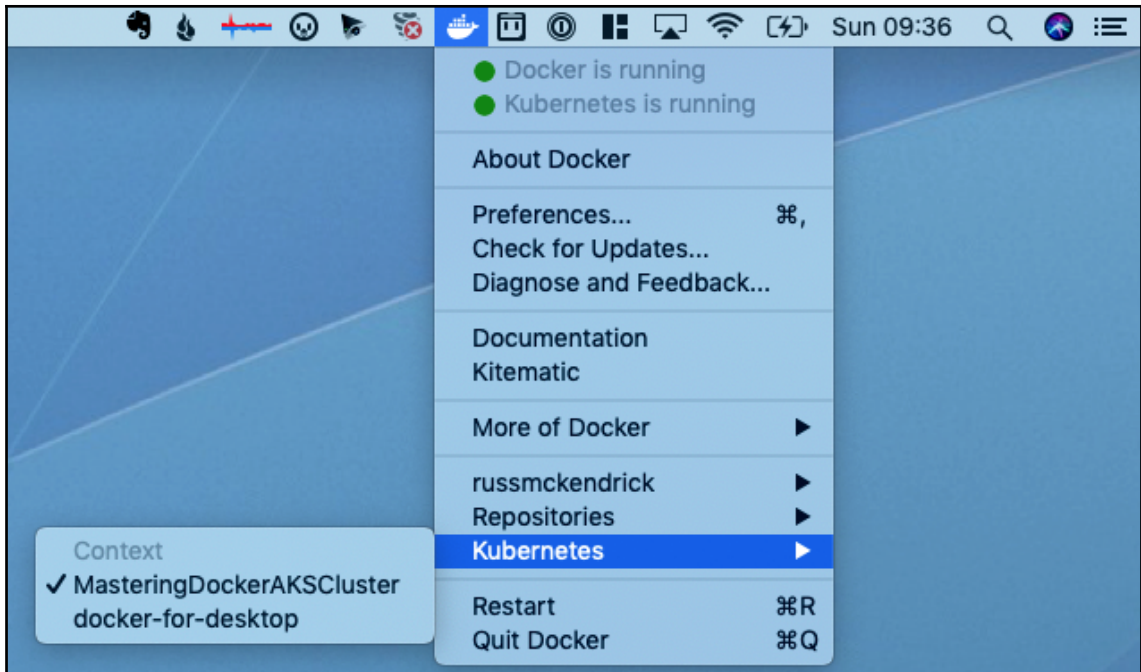 Sun 09:36
Docker is running
Kubernetes is running
About Docker
Preferences... ⌘,
Check for Updates...
Diagnose and Feedback...
Documentation
Kitematic
More of Docker ▶
russmckendrick ▶
Repositories ▶
Kubernetes ▶
Context
✓ MasteringDockerAKSCluster
docker-for-desktop
Restart ⌘R
Quit Docker ⌘Q